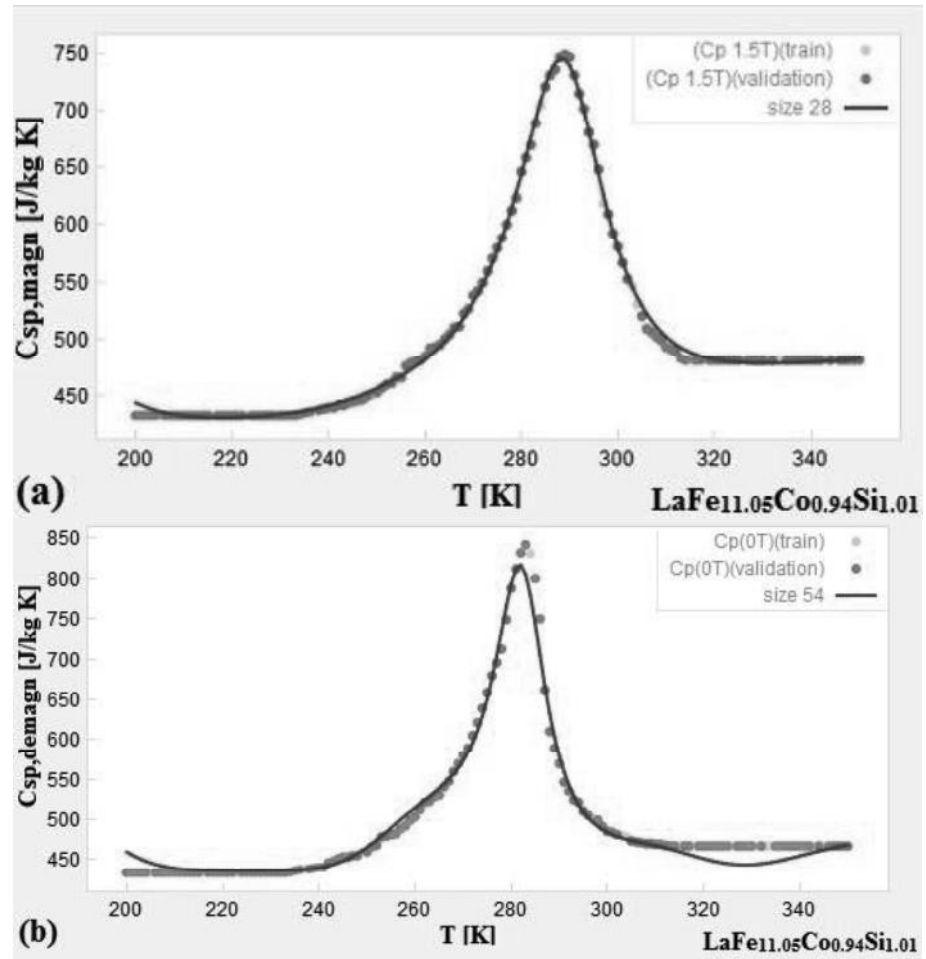 750
700
650
600
550
500
450
Csp,magn [J/kg K]
(Cp 1.5T)(train)
(Cp 1.5T)(validation)
size 28
200 220 240 260 280 300 320 340
(a) T [K] LaFe11.05Co0.94Si1.01
850
800
750
700
650
600
550
500
450
Csp,demagn [J/kg K]
Cp(0T)(train)
Cp(0T)(validation)
size 54
200 220 240 260 280 300 320 340
(b) T [K] LaFe11.05Co0.94Si1.01